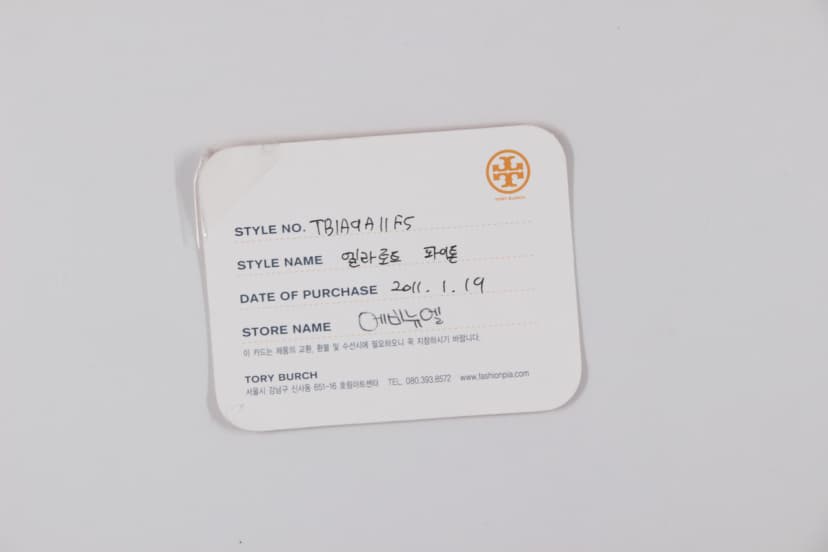 TORY BURCH
STYLE NO. TB1A9A11F5
STYLE NAME 엘라로트 파이톤
DATE OF PURCHASE 2011. 1. 19
STORE NAME 에비뉴엘
이 카드는 제품의 교환, 환불 및 수선시에 필요하오니 꼭 지참하시기 바랍니다.
TORY BURCH
서울시 강남구 신사동 651-16 호림아트센타 TEL. 080.393.8572 www.fashionpia.com